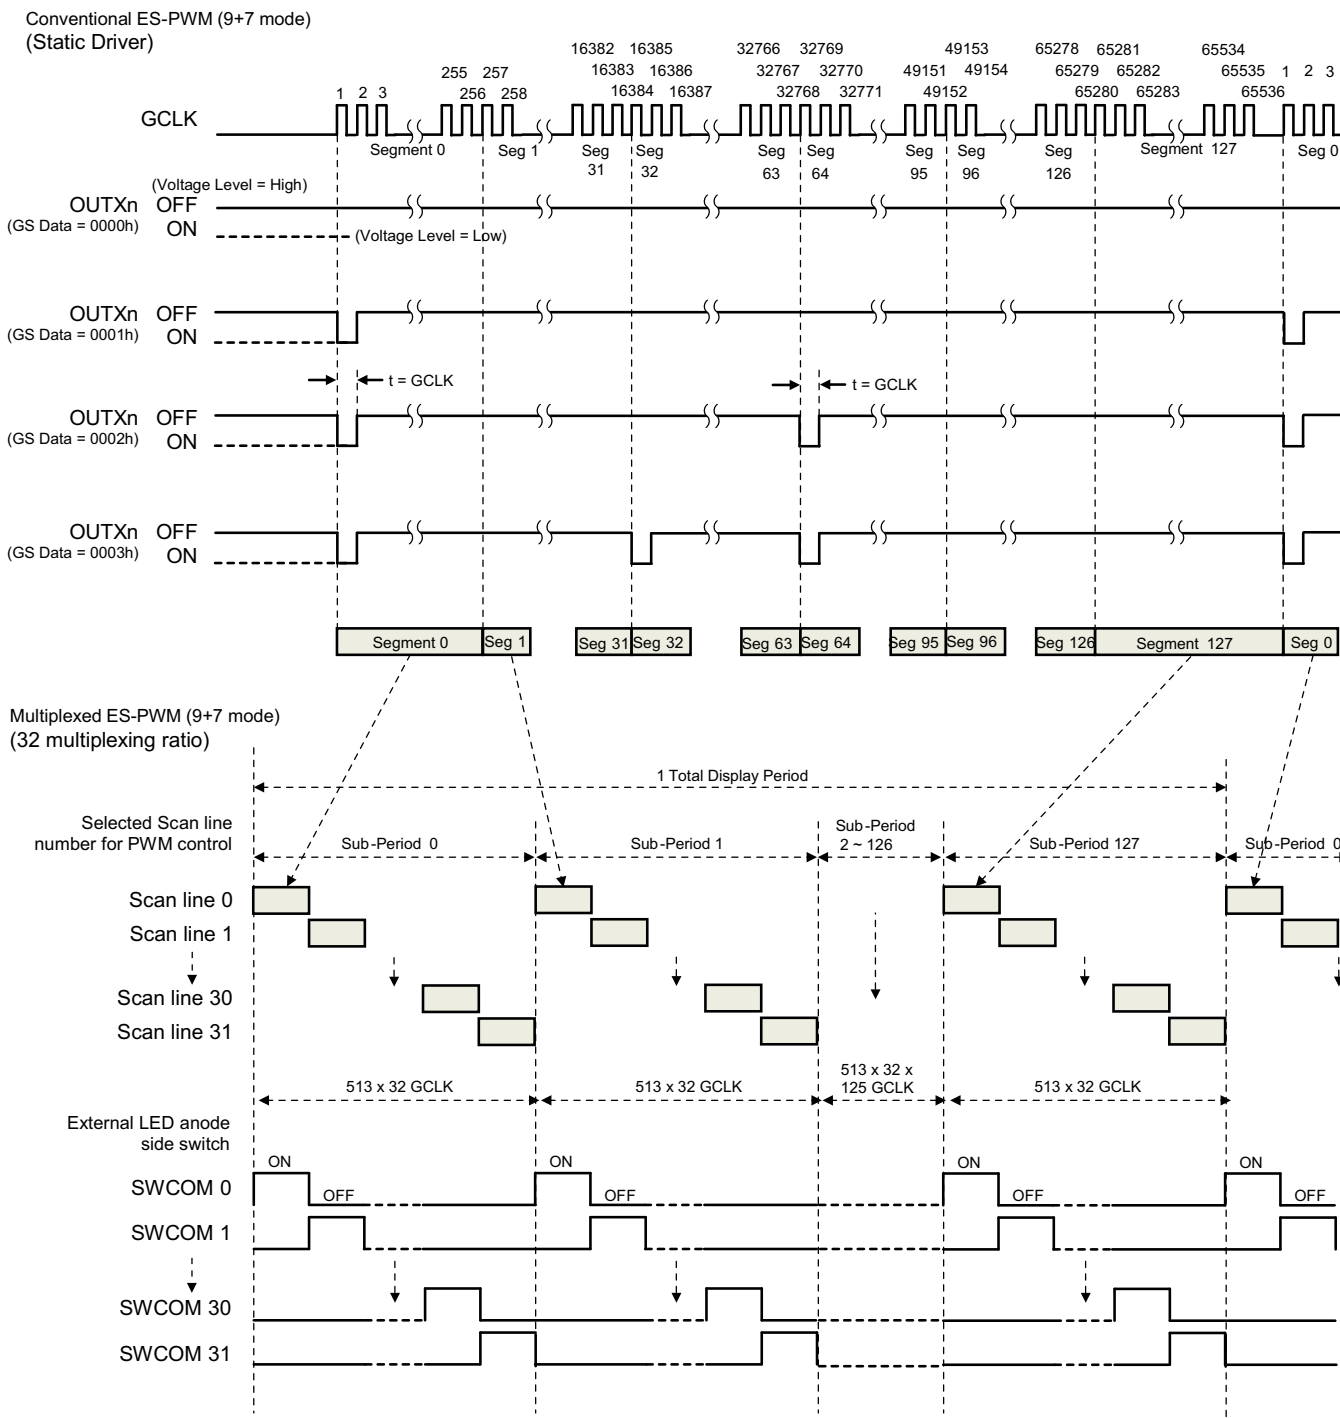 Conventional ES-PWM (9+7 mode)
(Static Driver)
16382 16385 32766 32769 49153 65278 65281 65534
255 257 16383 16386 32767 32770 49151 49154 65279 65282 65535 1 2 3
1 2 3 256 258 16384 16387 32768 32771 49152 65280 65283 65536
GCLK
Segment 0 Seg 1 Seg 31 Seg 32 Seg 63 Seg 64 Seg 95 Seg 96 Seg 126 Segment 127 Seg 0
(Voltage Level = High)
OUTXn OFF
(GS Data = 0000h) ON
(Voltage Level = Low)
OUTXn OFF
(GS Data = 0001h) ON
t = GCLK t = GCLK
OUTXn OFF
(GS Data = 0002h) ON
OUTXn OFF
(GS Data = 0003h) ON
Segment 0 Seg 1 Seg 31 Seg 32 Seg 63 Seg 64 Seg 95 Seg 96 Seg 126 Segment 127 Seg 0
Multiplexed ES-PWM (9+7 mode)
(32 multiplexing ratio)
1 Total Display Period
Selected Scan line
number for PWM control
Sub-Period 0 Sub-Period 1 Sub-Period 2 ~ 126 Sub-Period 127 Sub-Period 0
Scan line 0
Scan line 1
Scan line 30
Scan line 31
513 x 32 GCLK 513 x 32 GCLK 513 x 32 x 125 GCLK 513 x 32 GCLK
External LED anode
side switch
ON ON ON ON
SWCOM 0 OFF OFF OFF OFF
SWCOM 1
SWCOM 30
SWCOM 31